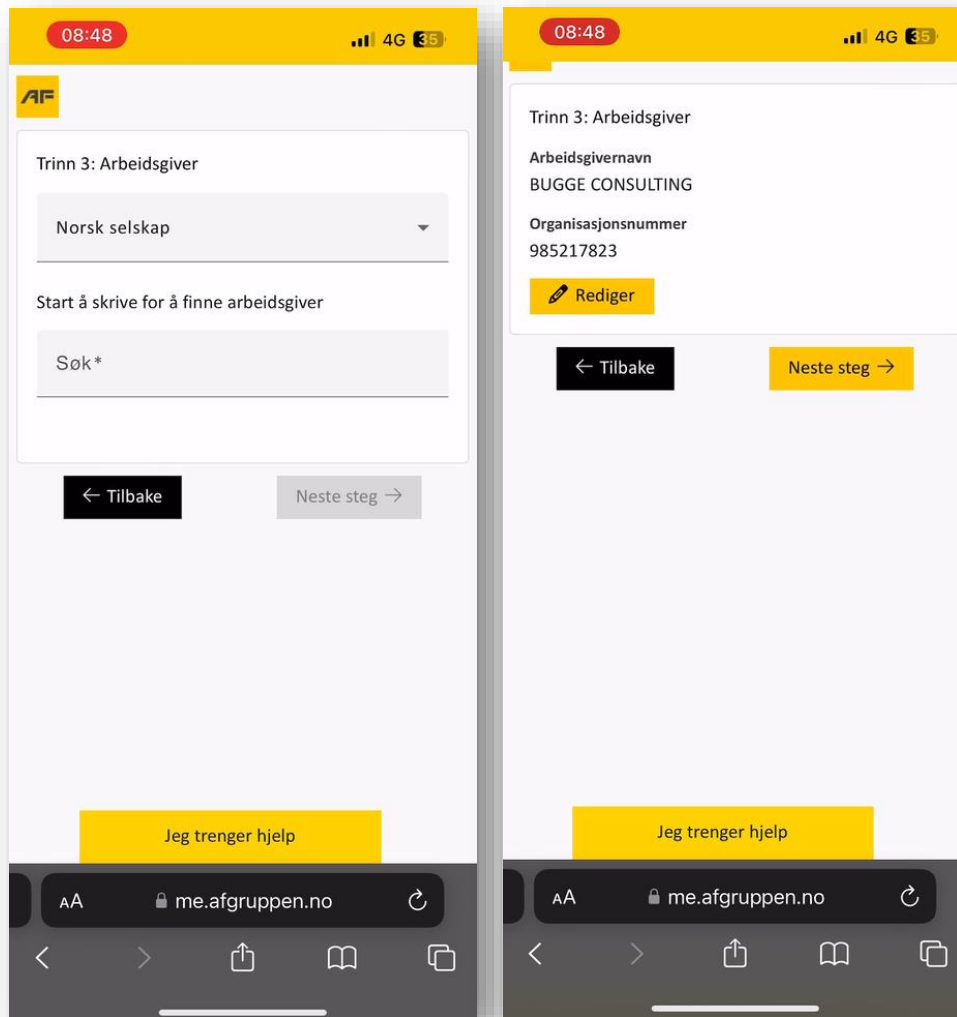 08:48
4G 35
AF
Trinn 3: Arbeidsgiver
Norsk selskap
Start å skrive for å finne arbeidsgiver
Søk*
← Tilbake
Neste steg →
Jeg trenger hjelp
AA
me.afgruppen.no
08:48
4G 35
Trinn 3: Arbeidsgiver
Arbeidsgivernavn
BUGGE CONSULTING
Organisasjonsnummer
985217823
Rediger
← Tilbake
Neste steg →
Jeg trenger hjelp
AA
me.afgruppen.no